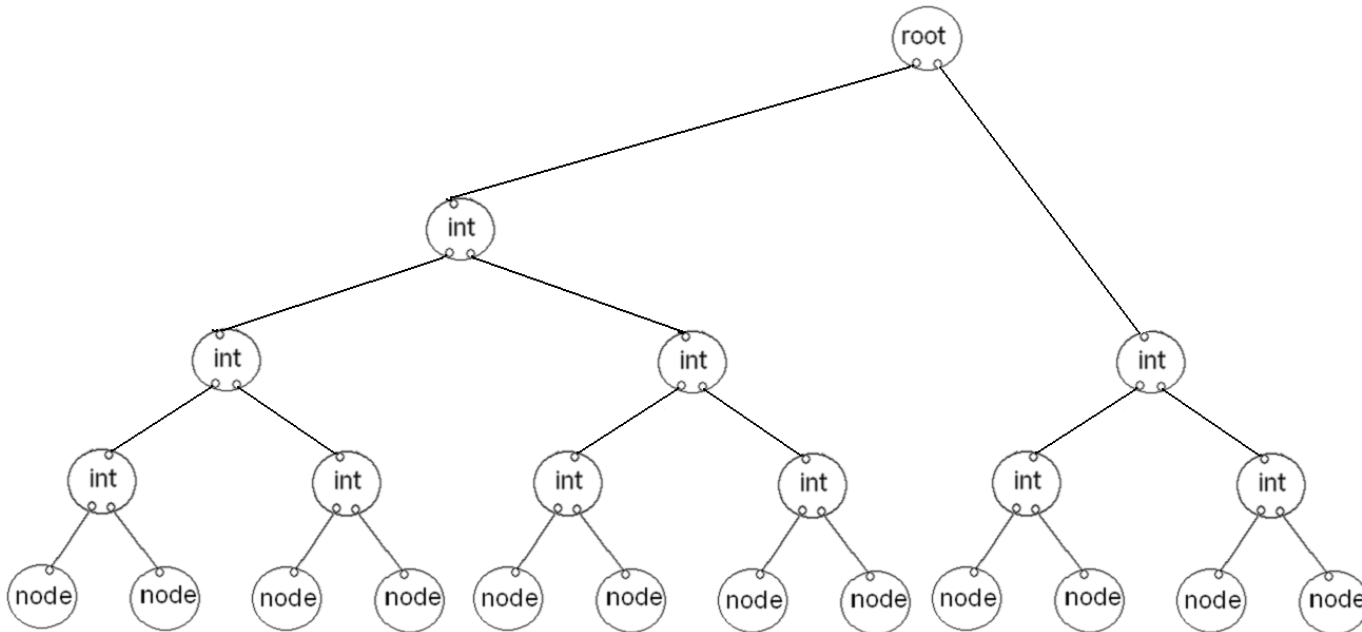 root
int
int int int
int int int int int int
node node node node node node node node node node node node